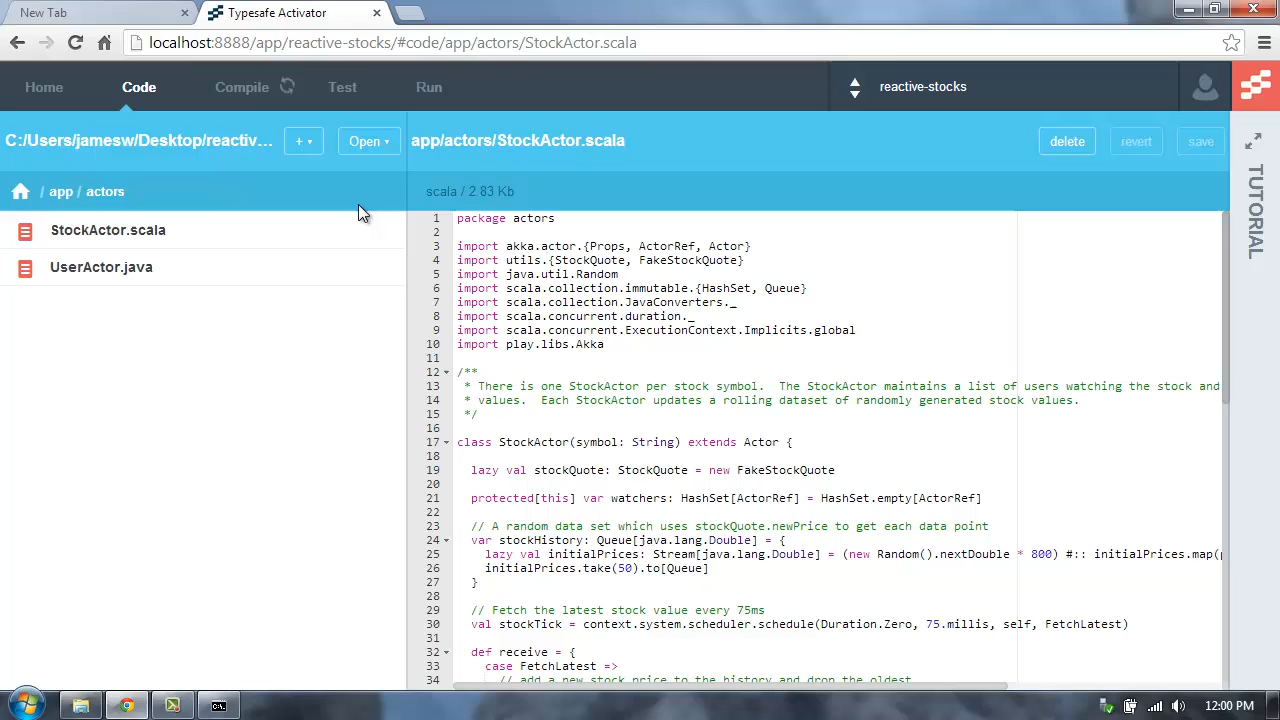 New Tab
Typesafe Activator
localhost:8888/app/reactive-stocks/#code/app/actors/StockActor.scala
Home
Code
Compile
Test
Run
reactive-stocks
C:/Users/jamesw/Desktop/reactiv...
+
Open
app/actors/StockActor.scala
delete
revert
save
TUTORIAL
/ app / actors
scala / 2.83 Kb
StockActor.scala
UserActor.java
1 package actors
2
3 import akka.actor.{Props, ActorRef, Actor}
4 import utils.{StockQuote, FakeStockQuote}
5 import java.util.Random
6 import scala.collection.immutable.{HashSet, Queue}
7 import scala.collection.JavaConverters._
8 import scala.concurrent.duration._
9 import scala.concurrent.ExecutionContext.Implicits.global
10 import play.libs.Akka
11
12 /**
13 * There is one StockActor per stock symbol.  The StockActor maintains a list of users watching the stock and
14 * values.  Each StockActor updates a rolling dataset of randomly generated stock values.
15 */
16
17 class StockActor(symbol: String) extends Actor {
18
19 lazy val stockQuote: StockQuote = new FakeStockQuote
20
21 protected[this] var watchers: HashSet[ActorRef] = HashSet.empty[ActorRef]
22
23 // A random data set which uses stockQuote.newPrice to get each data point
24 var stockHistory: Queue[java.lang.Double] = {
25 lazy val initialPrices: Stream[java.lang.Double] = (new Random().nextDouble * 800) #:: initialPrices.map(
26 initialPrices.take(50).to[Queue]
27 }
28
29 // Fetch the latest stock value every 75ms
30 val stockTick = context.system.scheduler.schedule(Duration.Zero, 75.millis, self, FetchLatest)
31
32 def receive = {
33 case FetchLatest =>
34 // add a new stock price to the history and drop the oldest
12:00 PM